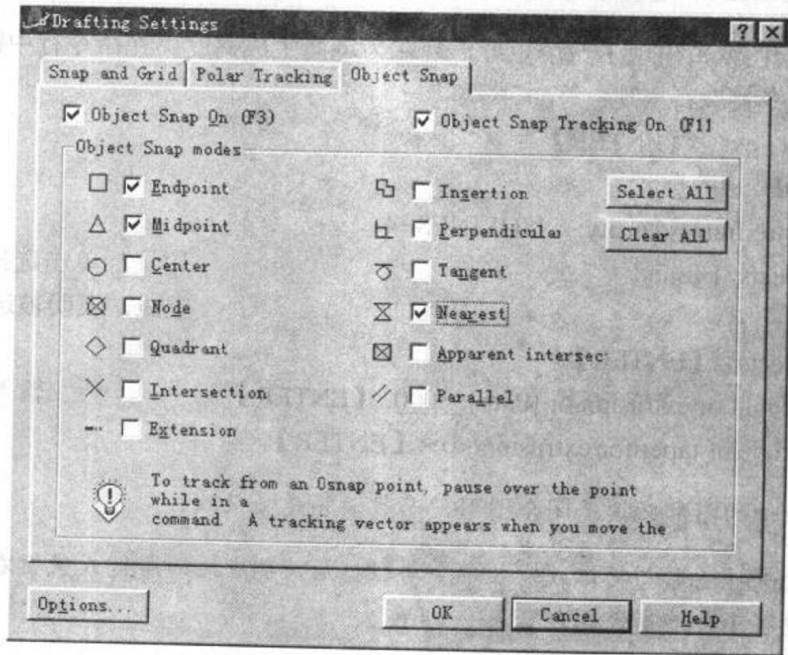 Drafting Settings
Snap and Grid Polar Tracking Object Snap
Object Snap On (F3) Object Snap Tracking On (F11
Object Snap modes
Endpoint Insertion Select All
Midpoint Perpendicular Clear All
Center Tangent
Node Nearest
Quadrant Apparent intersec
Intersection Parallel
Extension
To track from an Osnap point, pause over the point
while in a
command. A tracking vector appears when you move the
Options... OK Cancel Help